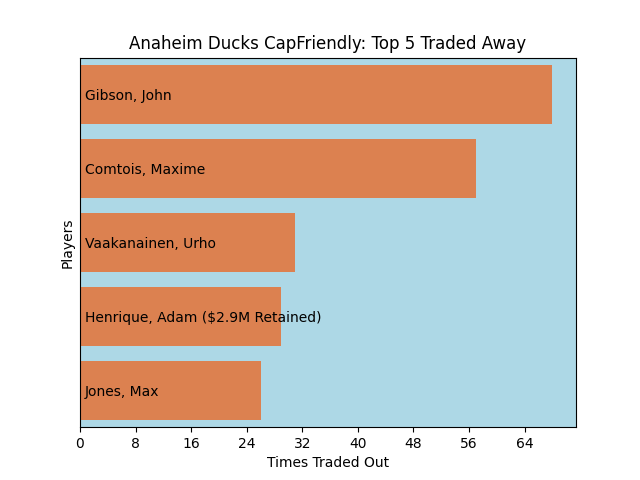 Anaheim Ducks CapFriendly: Top 5 Traded Away
Players
Gibson, John
Comtois, Maxime
Vaakanainen, Urho
Henrique, Adam ($2.9M Retained)
Jones, Max
0 8 16 24 32 40 48 56 64
Times Traded Out